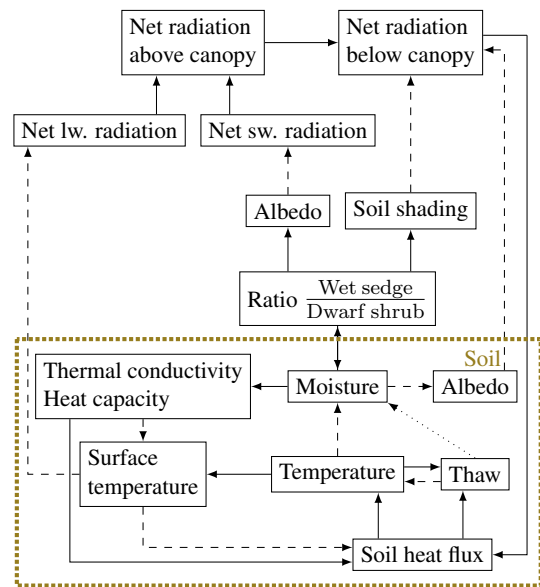 Net radiation
above canopy
Net radiation
below canopy
Net lw. radiation
Net sw. radiation
Albedo
Soil shading
Ratio Wet sedge
Dwarf shrub
Soil
Thermal conductivity
Heat capacity
Moisture
Albedo
Surface
temperature
Temperature
Thaw
Soil heat flux